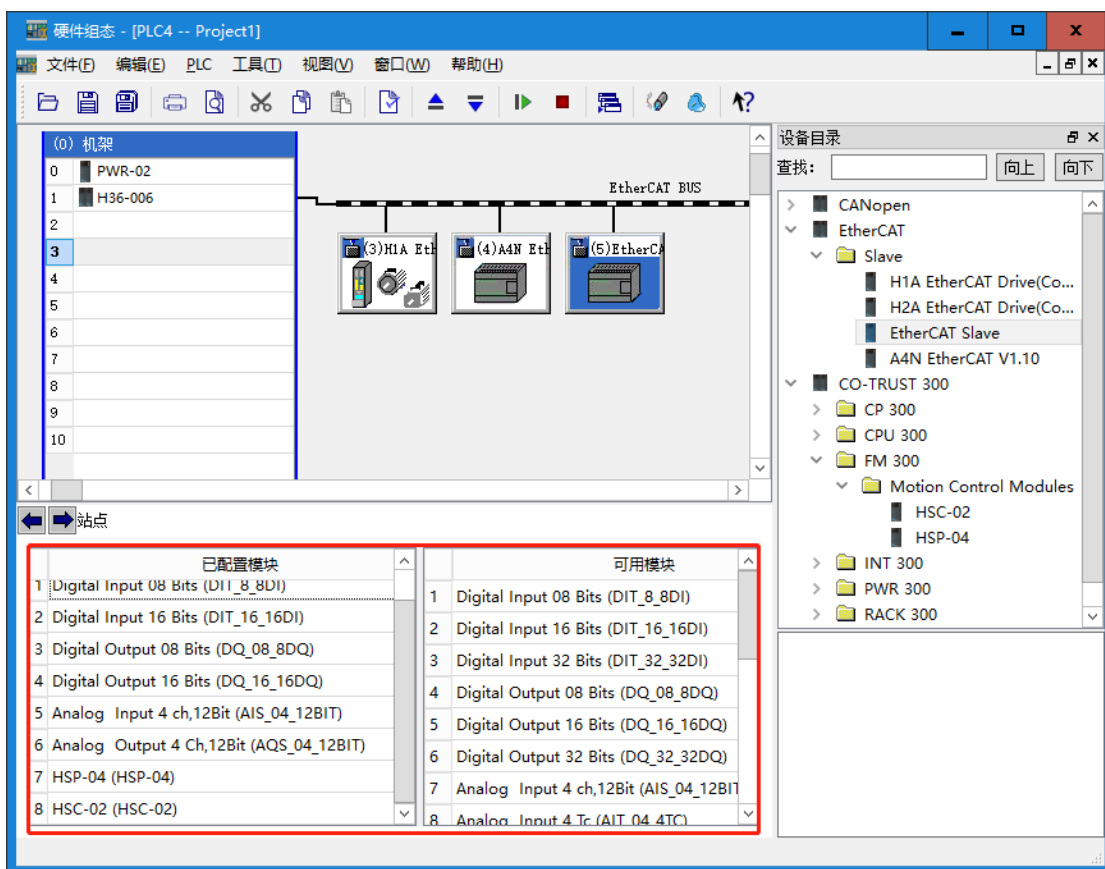 硬件组态 - [PLC4 -- Project1]
文件(F) 编辑(E) PLC 工具(T) 视图(V) 窗口(W) 帮助(H)
(0) 机架
0 PWR-02
1 H36-006
2
3
4
5
6
7
8
9
10
EtherCAT BUS
(3)H1A Eth
(4)A4N Eth
(5)EtherCA
设备目录
查找: 向上 向下
CANopen
EtherCAT
Slave
H1A EtherCAT Drive(Co...
H2A EtherCAT Drive(Co...
EtherCAT Slave
A4N EtherCAT V1.10
CO-TRUST 300
CP 300
CPU 300
FM 300
Motion Control Modules
HSC-02
HSP-04
INT 300
PWR 300
RACK 300
站点
已配置模块
1 Digital Input 08 Bits (DIT_8_8DI)
2 Digital Input 16 Bits (DIT_16_16DI)
3 Digital Output 08 Bits (DQ_08_8DQ)
4 Digital Output 16 Bits (DQ_16_16DQ)
5 Analog Input 4 ch,12Bit (AIS_04_12BIT)
6 Analog Output 4 Ch,12Bit (AQS_04_12BIT)
7 HSP-04 (HSP-04)
8 HSC-02 (HSC-02)
可用模块
1 Digital Input 08 Bits (DIT_8_8DI)
2 Digital Input 16 Bits (DIT_16_16DI)
3 Digital Input 32 Bits (DIT_32_32DI)
4 Digital Output 08 Bits (DQ_08_8DQ)
5 Digital Output 16 Bits (DQ_16_16DQ)
6 Digital Output 32 Bits (DQ_32_32DQ)
7 Analog Input 4 ch,12Bit (AIS_04_12BIT
8 Analog Input 4 Tc (AIT_04_4TC)